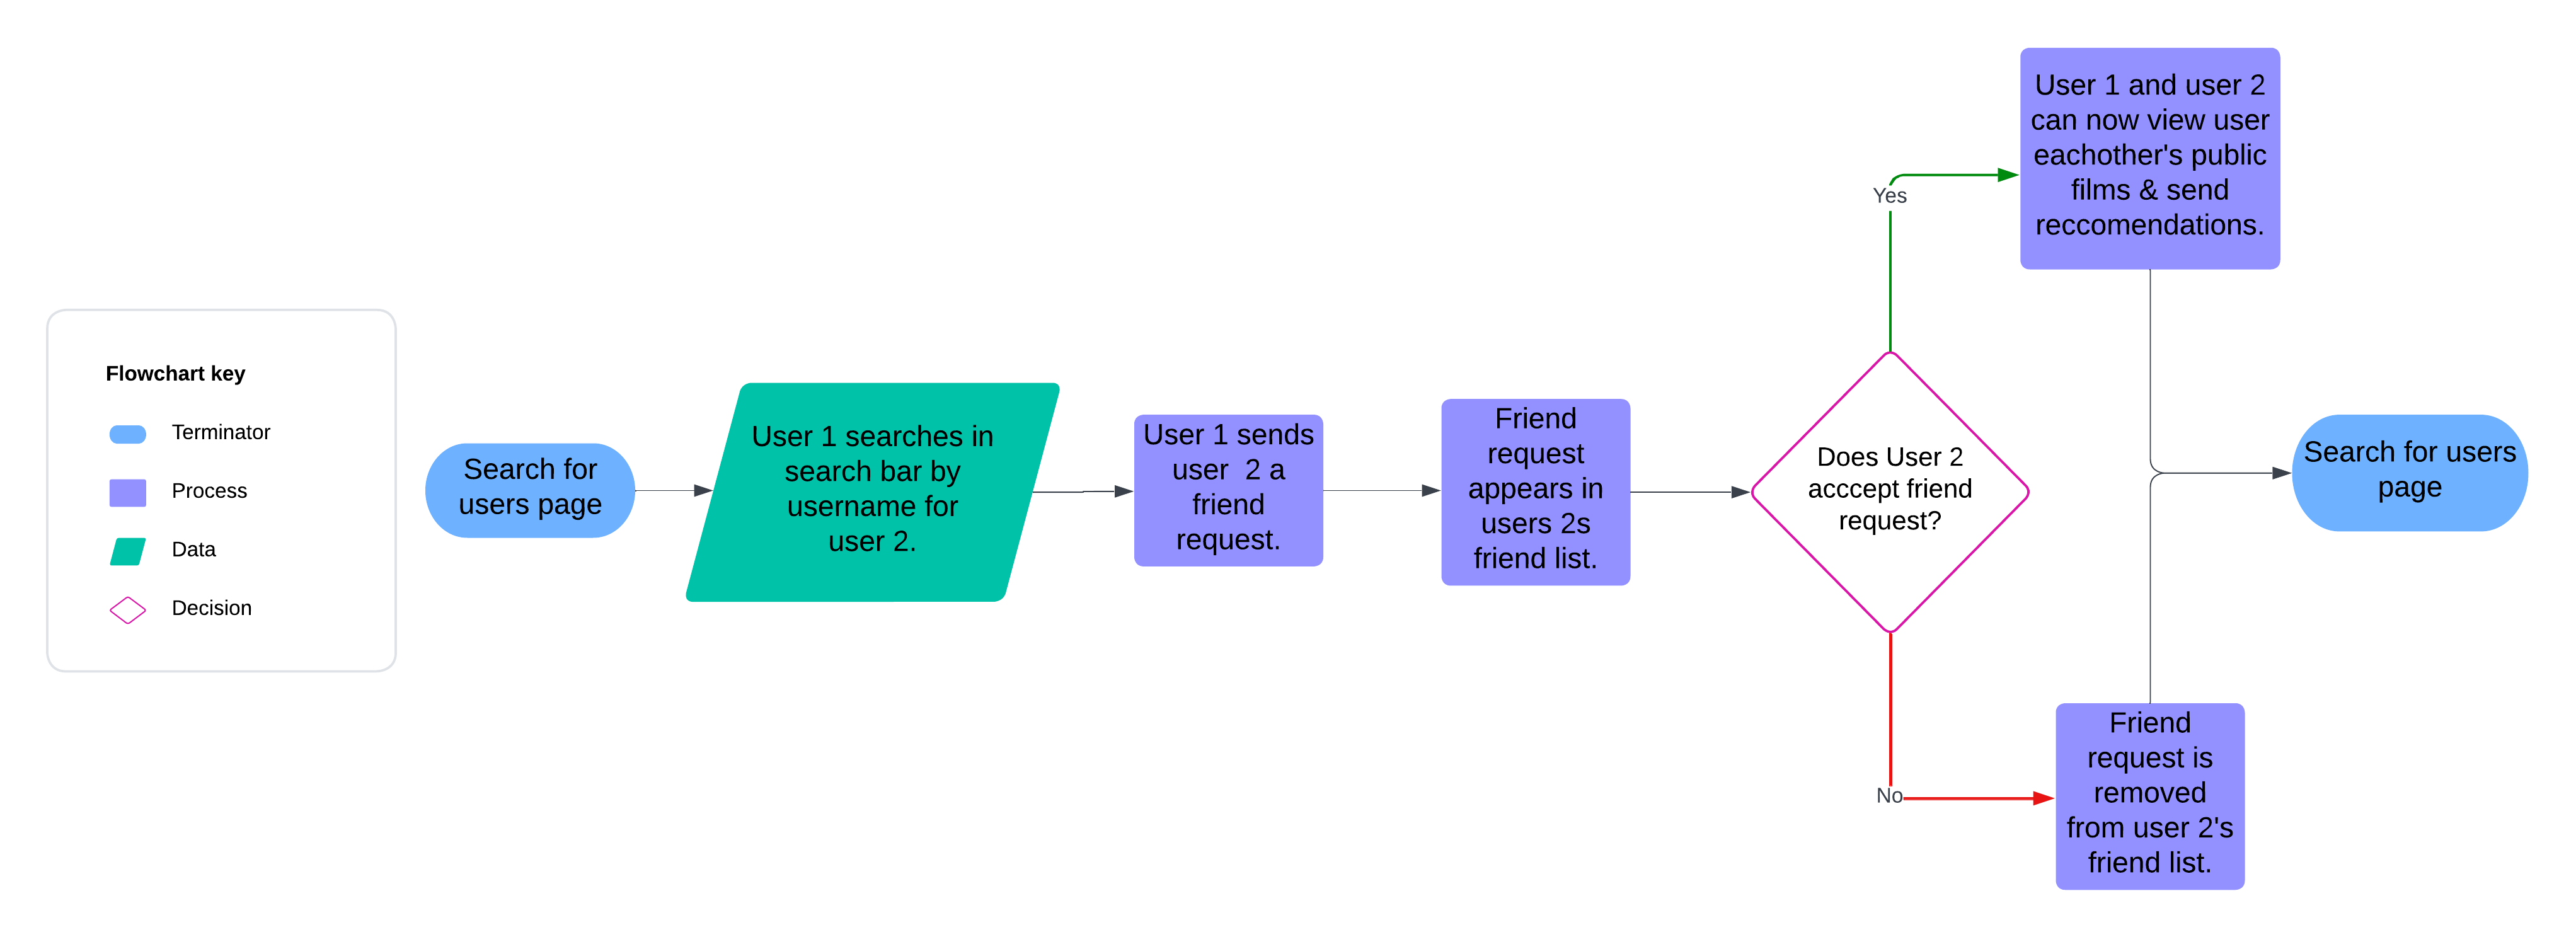 Flowchart key
Terminator
Process
Data
Decision
Search for
users page
User 1 searches in
search bar by
username for
user 2.
User 1 sends
user  2 a
friend
request.
Friend
request
appears in
users 2s
friend list.
Does User 2
acccept friend
request?
Yes
User 1 and user 2
can now view user
eachother's public
films & send
reccomendations.
No
Friend
request is
removed
from user 2's
friend list.
Search for users
page